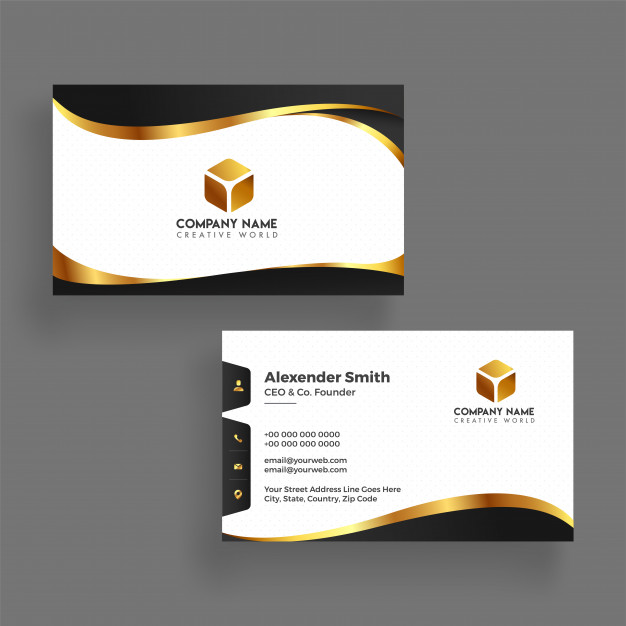 COMPANY NAME
CREATIVE WORLD
Alexender Smith
CEO & Co. Founder
+00 000 0000 000
+00 000 0000 000
email@yourweb.com
email@yourweb.com
Your Street Address Line Goes Here
City, State, Country, Zip Code
COMPANY NAME
CREATIVE WORLD